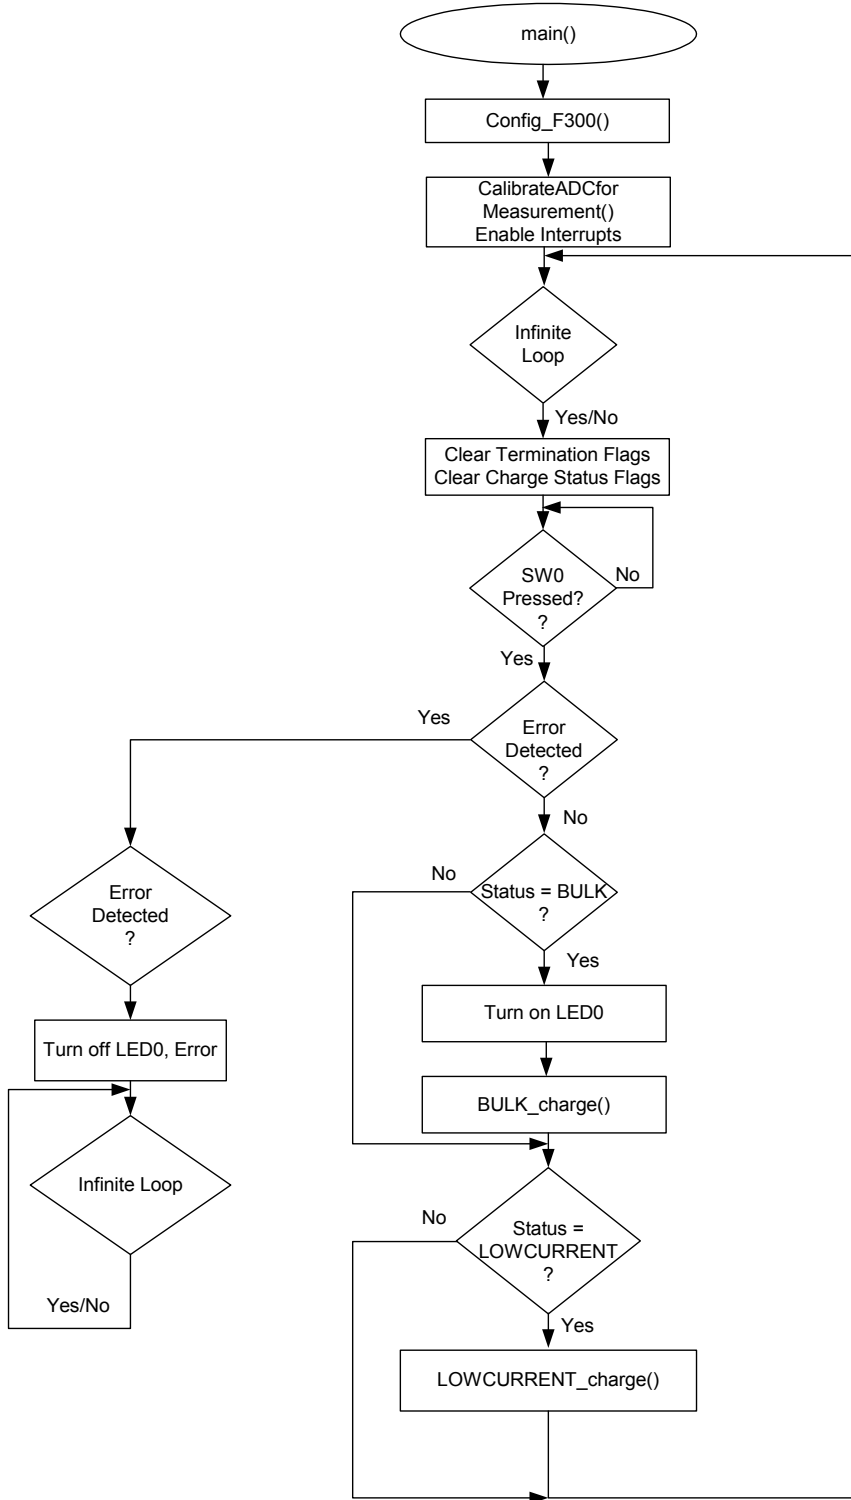 main()
Config_F300()
CalibrateADCfor
Measurement()
Enable Interrupts
Infinite
Loop
Yes/No
Clear Termination Flags
Clear Charge Status Flags
SW0
Pressed?
?
No
Yes
Error
Detected
?
Yes
No
Error
Detected
?
Status = BULK
?
No
Yes
Turn off LED0, Error
Turn on LED0
BULK_charge()
Infinite Loop
Yes/No
Status =
LOWCURRENT
?
No
Yes
LOWCURRENT_charge()